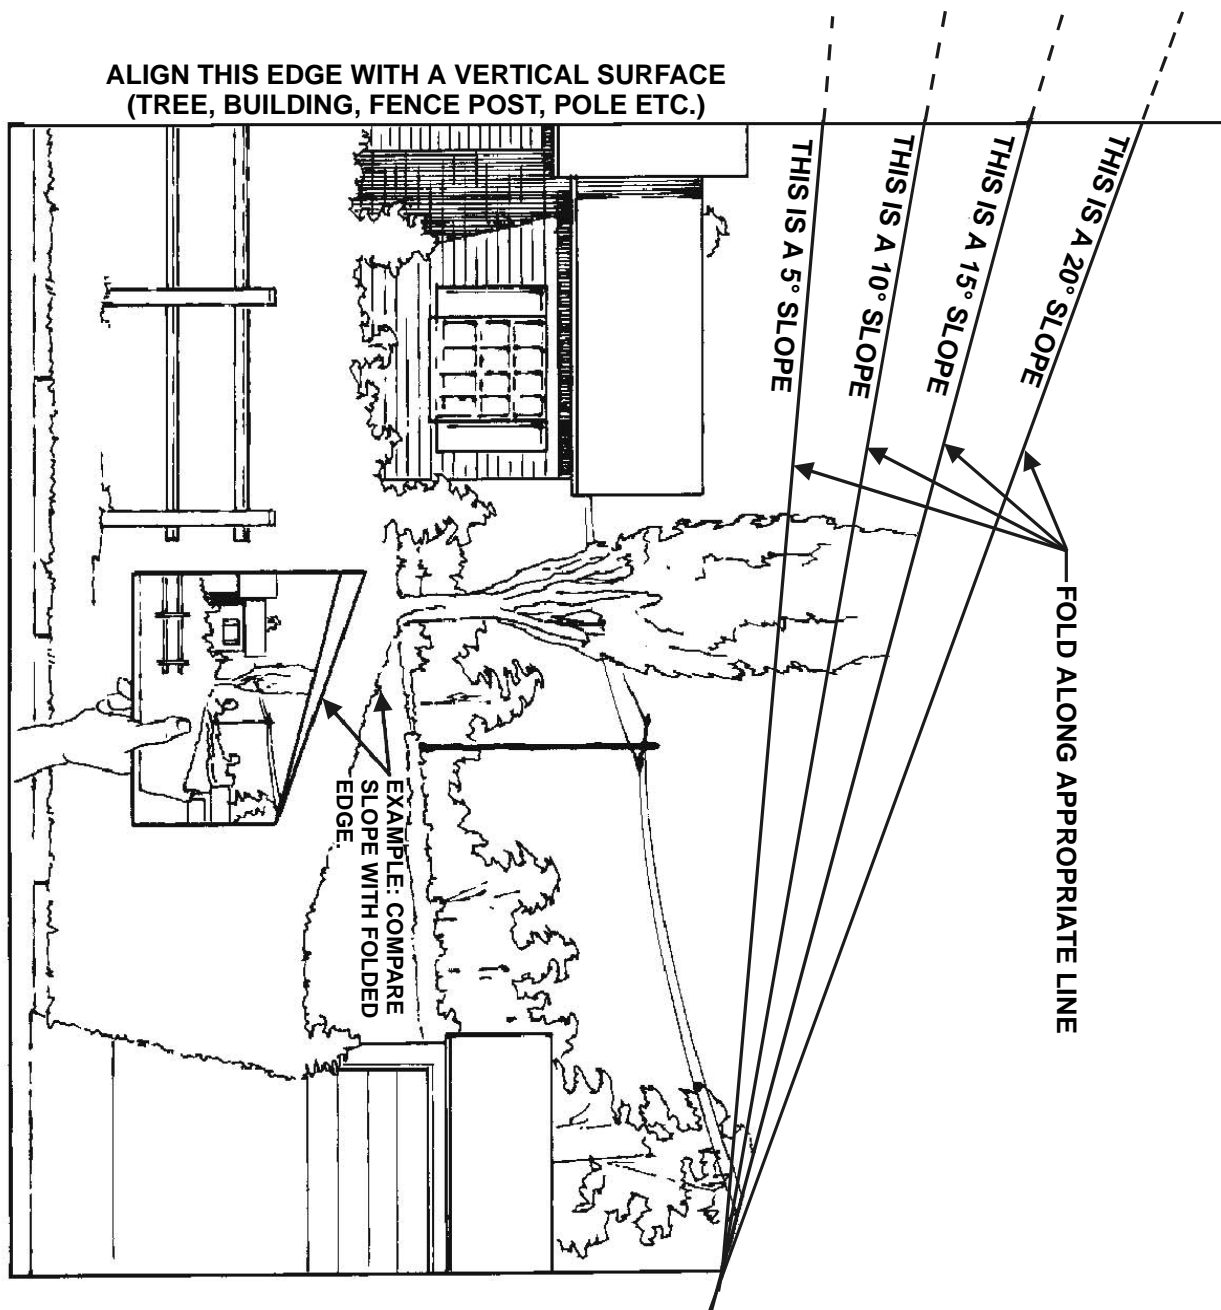 ALIGN THIS EDGE WITH A VERTICAL SURFACE
(TREE, BUILDING, FENCE POST, POLE ETC.)
THIS IS A 5° SLOPE
THIS IS A 10° SLOPE
THIS IS A 15° SLOPE
THIS IS A 20° SLOPE
FOLD ALONG APPROPRIATE LINE
EXAMPLE: COMPARE
SLOPE WITH FOLDED
EDGE.